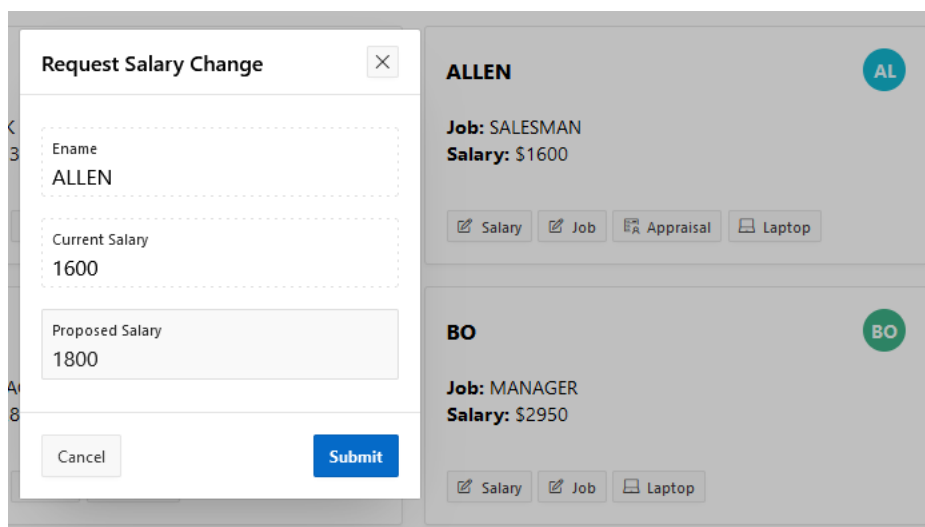 Request Salary Change
Ename
ALLEN
Current Salary
1600
Proposed Salary
1800
Cancel
Submit
ALLEN
AL
Job: SALESMAN
Salary: $1600
Salary
Job
Appraisal
Laptop
BO
BO
Job: MANAGER
Salary: $2950
Salary
Job
Laptop